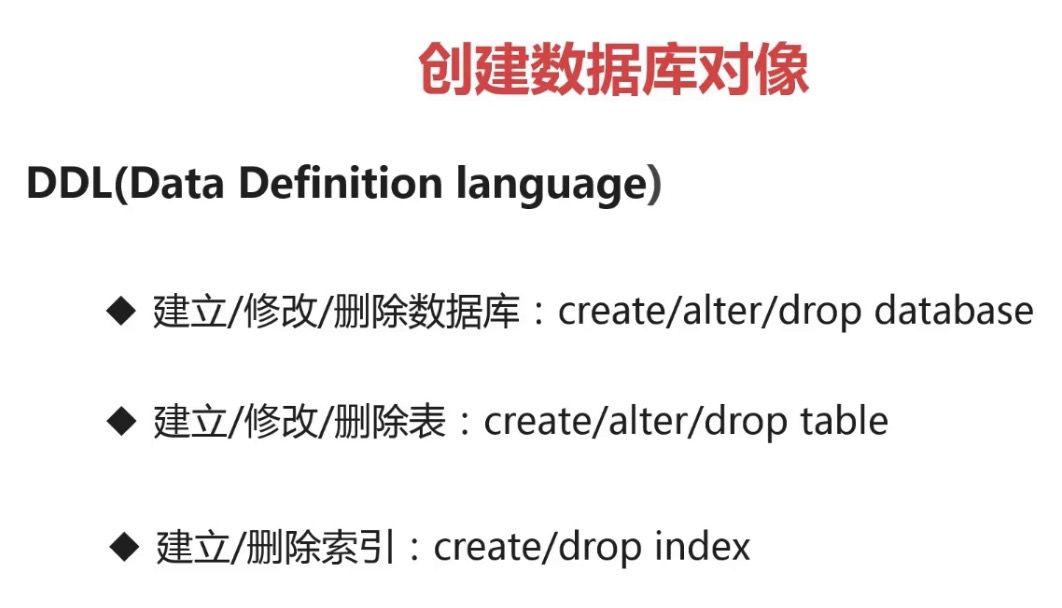 创建数据库对像
DDL(Data Definition language)
◆ 建立/修改/删除数据库：create/alter/drop database
◆ 建立/修改/删除表：create/alter/drop table
◆ 建立/删除索引：create/drop index